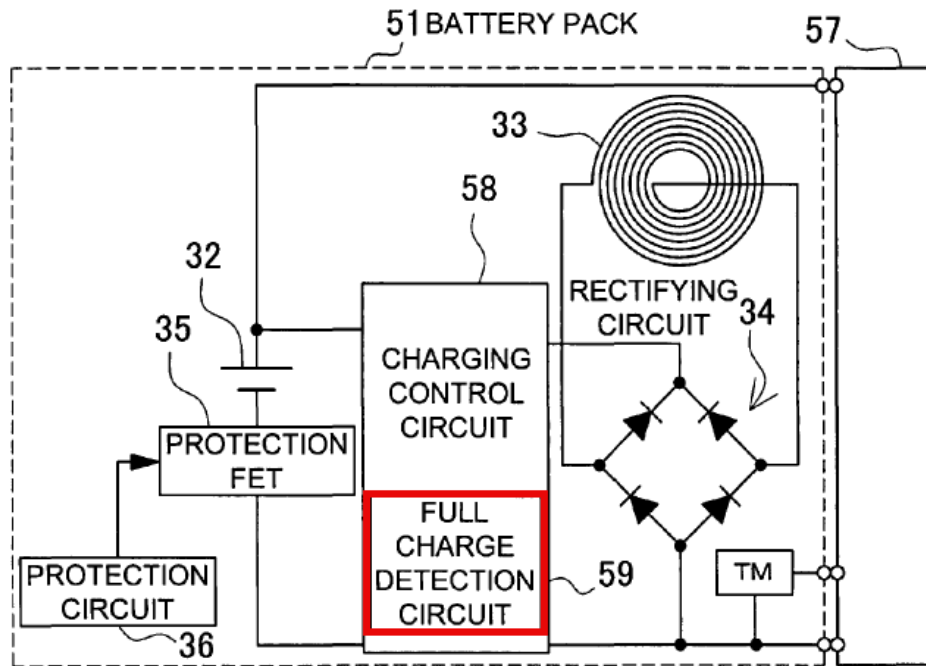 51 BATTERY PACK
57
33
58
32
RECTIFYING
CIRCUIT
34
35
CHARGING
CONTROL
CIRCUIT
PROTECTION
FET
FULL
CHARGE
DETECTION
CIRCUIT
59
TM
PROTECTION
CIRCUIT
36